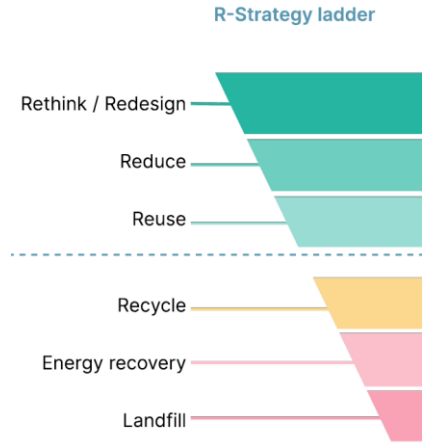 R-Strategy ladder
Rethink / Redesign
Reduce
Reuse
Recycle
Energy recovery
Landfill